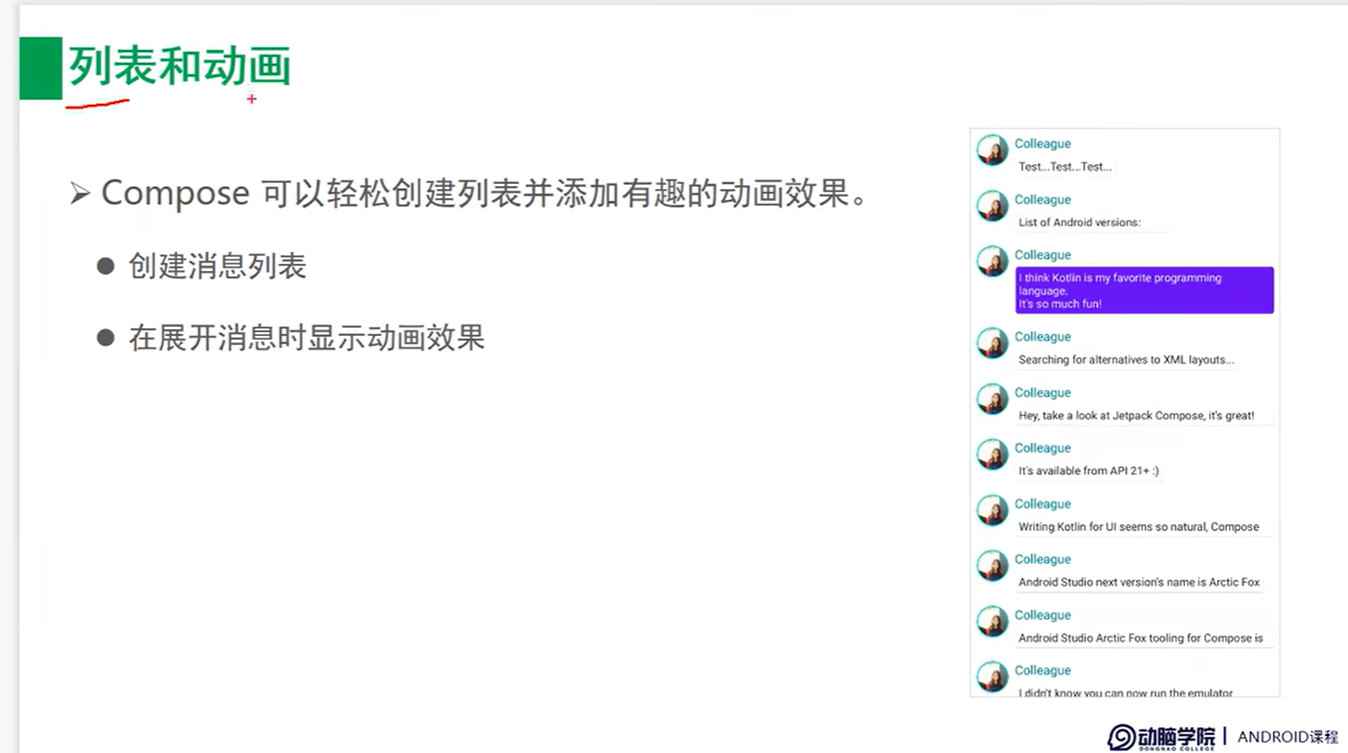 列表和动画
Compose 可以轻松创建列表并添加有趣的动画效果。
创建消息列表
在展开消息时显示动画效果
Colleague
Test...Test...Test...
Colleague
List of Android versions:
Colleague
I think Kotlin is my favorite programming
language.
It's so much fun!
Colleague
Searching for alternatives to XML layouts...
Colleague
Hey, take a look at Jetpack Compose, it's great!
Colleague
It's available from API 21+ :)
Colleague
Writing Kotlin for UI seems so natural, Compose
Colleague
Android Studio next version's name is Arctic Fox
Colleague
Android Studio Arctic Fox tooling for Compose is
Colleague
I didn't know you can now run the emulator
动脑学院 | ANDROID课程
DONGNAO COLLEGE